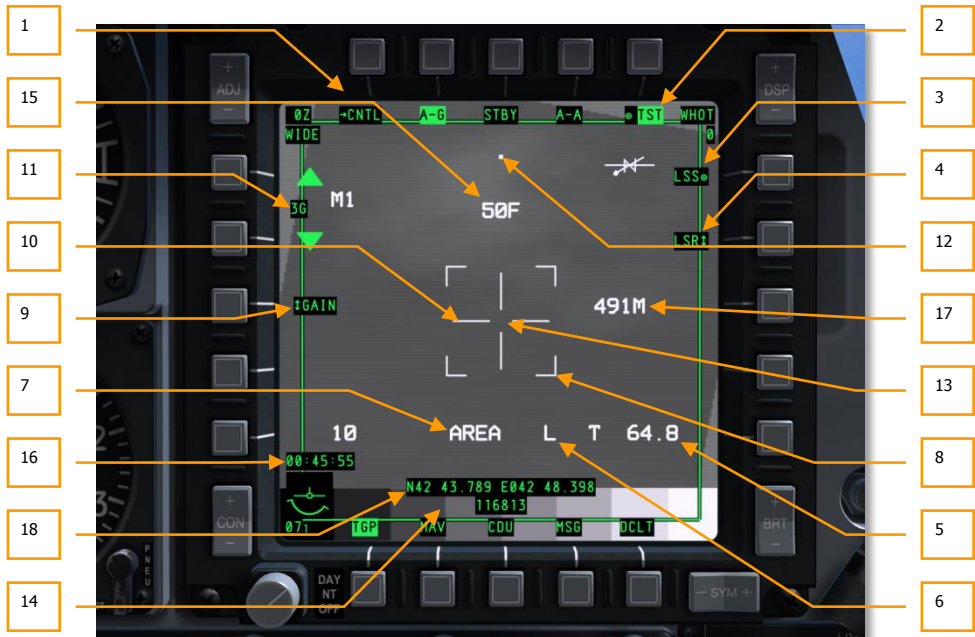 1
2
15
3
11
4
10
12
9
17
7
13
16
8
18
5
14
6
+
ADJ
-
+
DSP
-
0Z →CNTL A-G STBY A-A TST WHOT
WIDE 0
LSS
3G M1 50F
LSR↕
↕GAIN 491M
10 AREA L T 64.8
00:45:55
N42 43.789 E042 48.398
116813
TGP NAV CDU MSG DCLT
+
CON
-
+
BRT
-
PNEU
DAY
NT
OFF
- SYM +
3